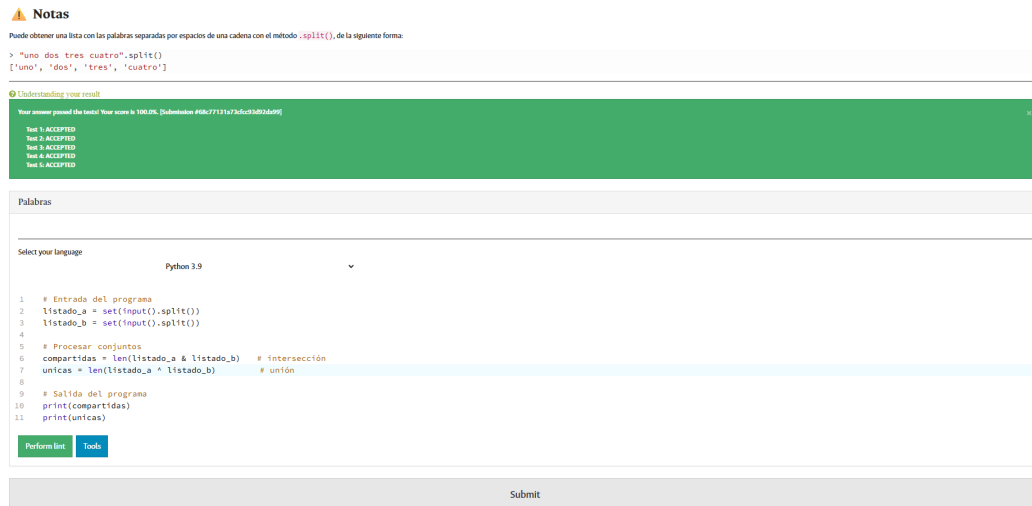 Notas
Puede obtener una lista con las palabras separadas por espacios de una cadena con el método .split(), de la siguiente forma:
> "uno dos tres cuatro".split()
['uno', 'dos', 'tres', 'cuatro']
Understanding your result
Your answer passed the tests! Your score is 100.0%. [Submission #68c77131a73cfcc93d92da99]
×
Test 1: ACCEPTED
Test 2: ACCEPTED
Test 3: ACCEPTED
Test 4: ACCEPTED
Test 5: ACCEPTED
Palabras
Select your language
Python 3.9
1 # Entrada del programa
2 listado_a = set(input().split())
3 listado_b = set(input().split())
4
5 # Procesar conjuntos
6 compartidas = len(listado_a & listado_b) # intersección
7 unicas = len(listado_a ^ listado_b) # unión
8
9 # Salida del programa
10 print(compartidas)
11 print(unicas)
Perform lint Tools
Submit